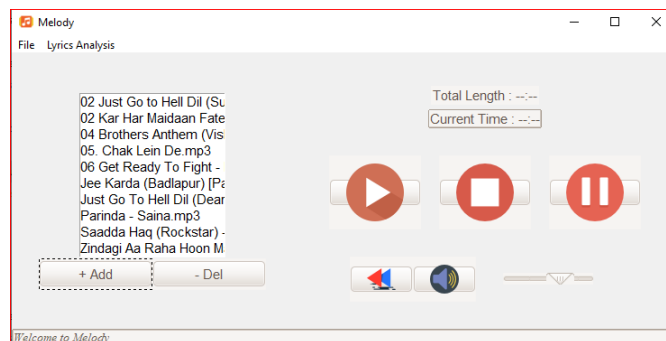 Melody
File Lyrics Analysis
02 Just Go to Hell Dil (Su
02 Kar Har Maidaan Fate
04 Brothers Anthem (Vis
05. Chak Lein De.mp3
06 Get Ready To Fight -
Jee Karda (Badlapur) [Pa
Just Go To Hell Dil (Dear
Parinda - Saina.mp3
Saadda Haq (Rockstar) -
Zindagi Aa Raha Hoon M
+ Add - Del
Total Length : --:--
Current Time : --:--
Welcome to Melody